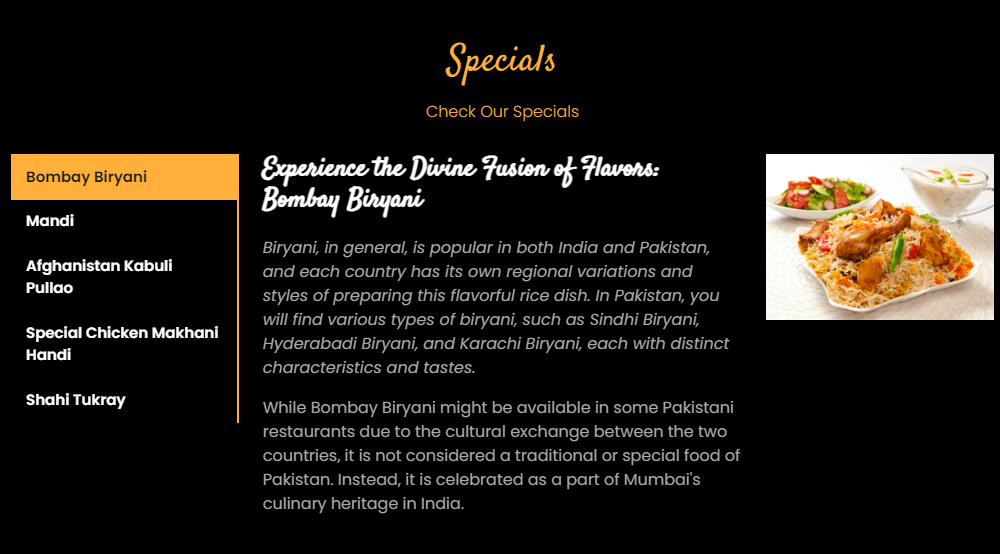 Specials
Check Our Specials
Bombay Biryani
Mandi
Afghanistan Kabuli
Pullao
Special Chicken Makhani
Handi
Shahi Tukray
Experience the Divine Fusion of Flavors:
Bombay Biryani
Biryani, in general, is popular in both India and Pakistan,
and each country has its own regional variations and
styles of preparing this flavorful rice dish. In Pakistan, you
will find various types of biryani, such as Sindhi Biryani,
Hyderabadi Biryani, and Karachi Biryani, each with distinct
characteristics and tastes.
While Bombay Biryani might be available in some Pakistani
restaurants due to the cultural exchange between the two
countries, it is not considered a traditional or special food of
Pakistan. Instead, it is celebrated as a part of Mumbai's
culinary heritage in India.